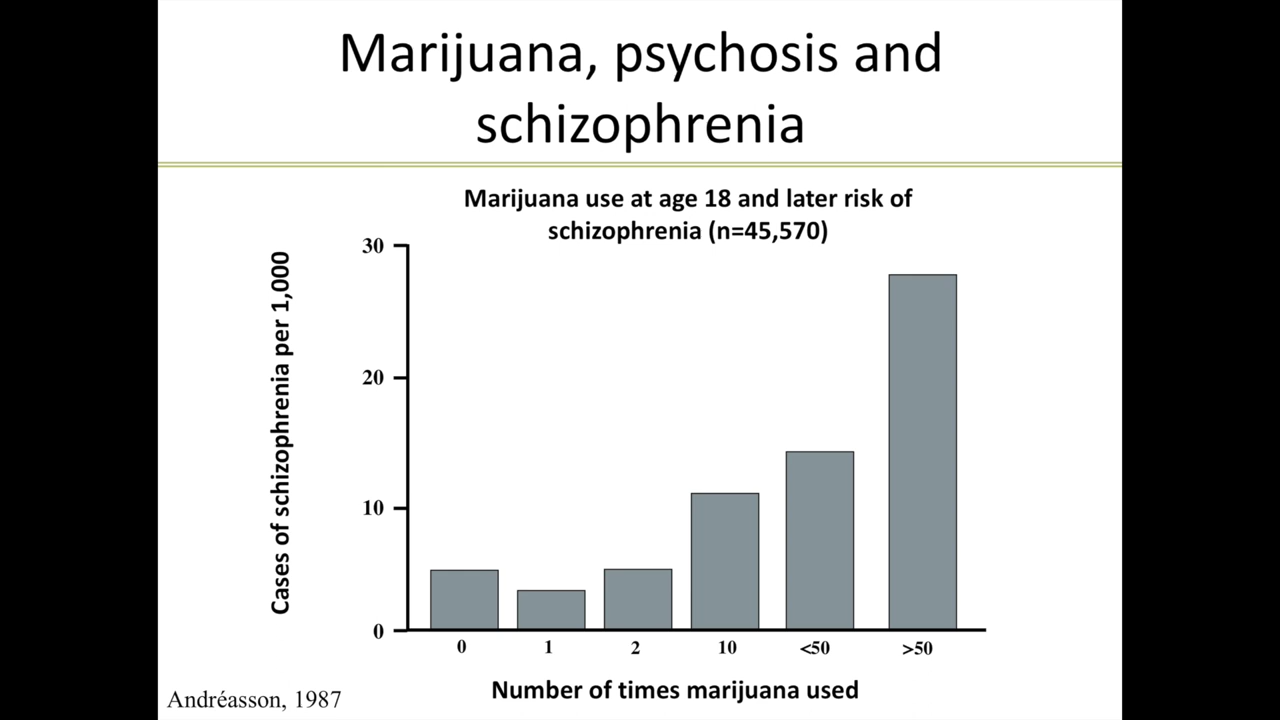 Marijuana, psychosis and
schizophrenia
Marijuana use at age 18 and later risk of
schizophrenia (n=45,570)
Cases of schizophrenia per 1,000
30
20
10
0
0 1 2 10 <50 >50
Number of times marijuana used
Andréasson, 1987